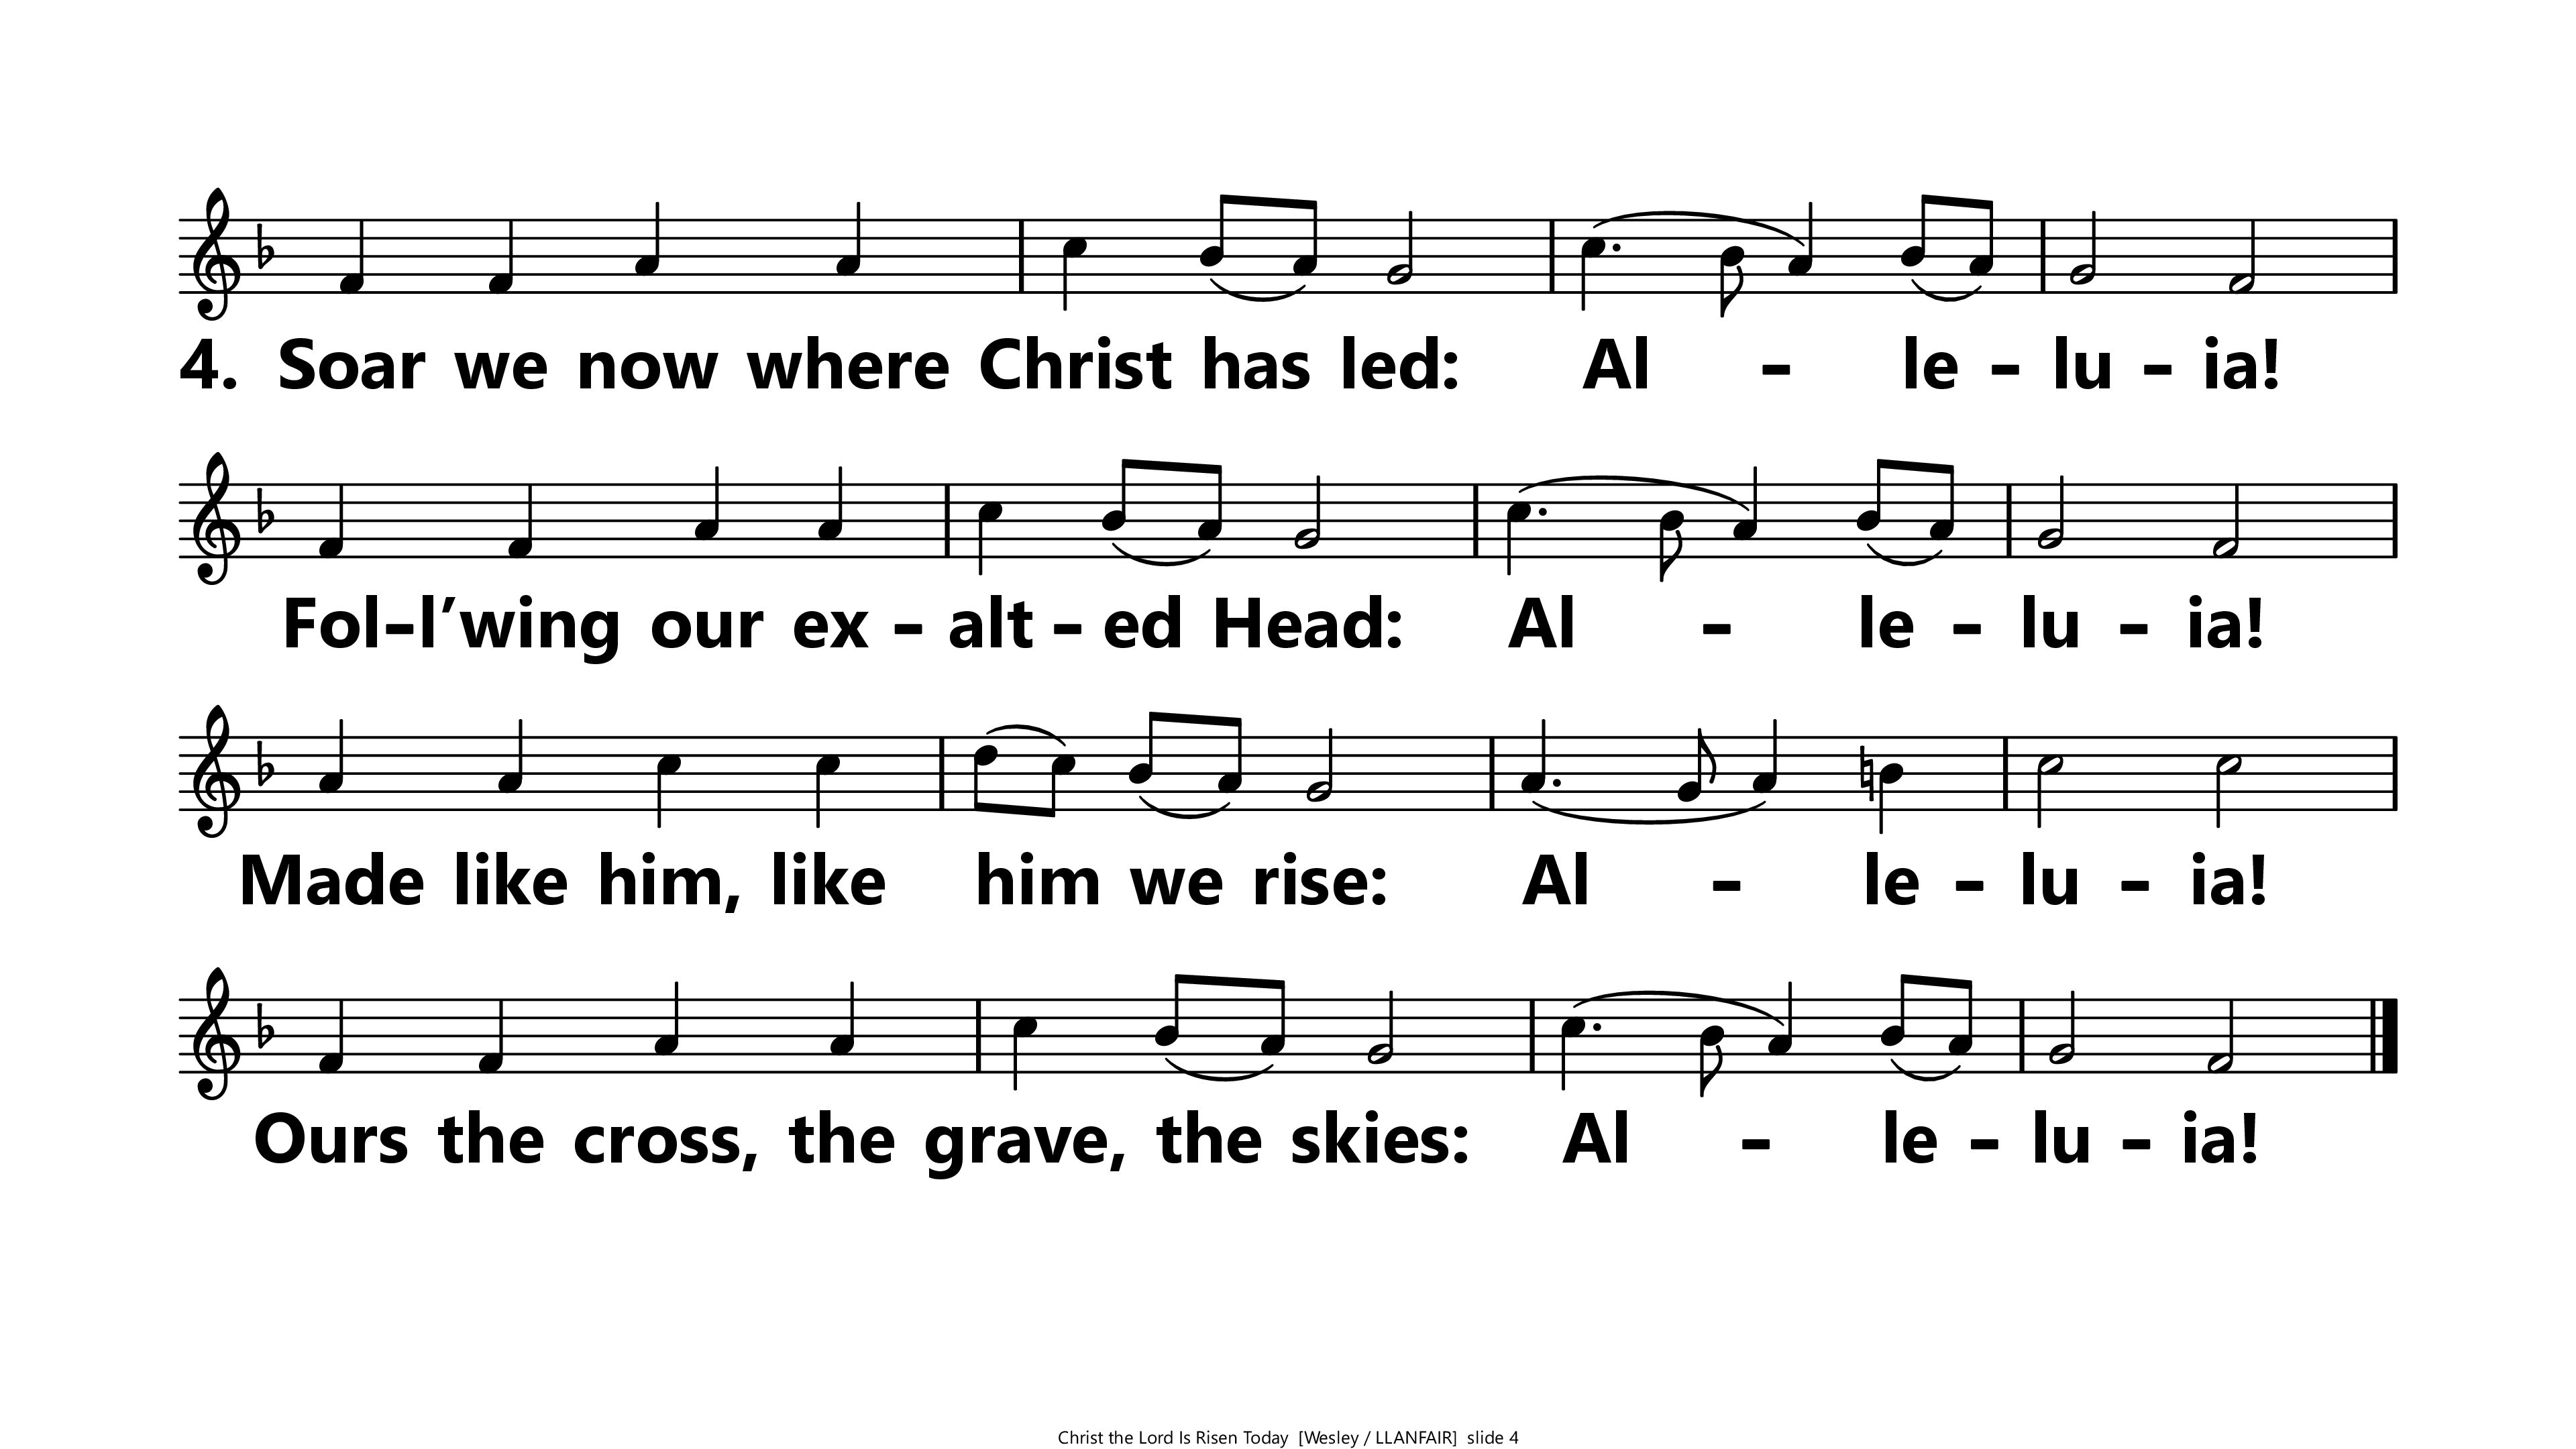 4. Soar we now where Christ has led: Al - le - lu - ia!
Fol-l’wing our ex - alt - ed Head: Al - le - lu - ia!
Made like him, like him we rise: Al - le - lu - ia!
Ours the cross, the grave, the skies: Al - le - lu - ia!
Christ the Lord Is Risen Today [Wesley / LLANFAIR] slide 4